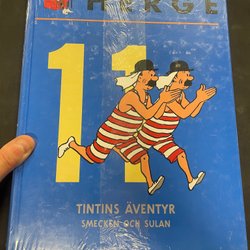 HERGÉ
11
TINTINS ÄVENTYR
SMECKEN OCH SULAN